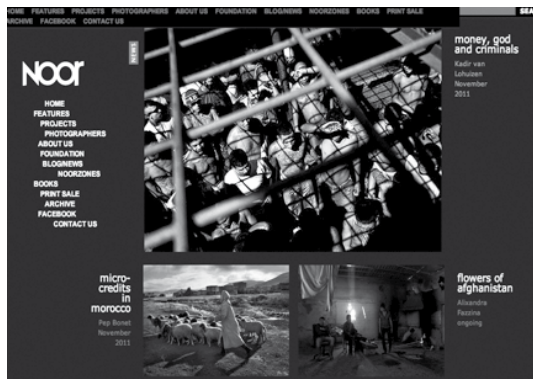 HOME FEATURES PROJECTS PHOTOGRAPHERS ABOUT US FOUNDATION BLOG/NEWS NOORZONES BOOKS PRINT SALE
ARCHIVE FACEBOOK CONTACT US
SEA
NEWS
NOOR
HOME
FEATURES
PROJECTS
PHOTOGRAPHERS
ABOUT US
FOUNDATION
BLOG/NEWS
NOORZONES
BOOKS
PRINT SALE
ARCHIVE
FACEBOOK
CONTACT US
money, god
and criminals
Kadir van
Lohuizen
November
2011
micro-
credits
in
morocco
Pep Bonet
November
2011
flowers of
afghanistan
Alixandra
Fazzina
ongoing